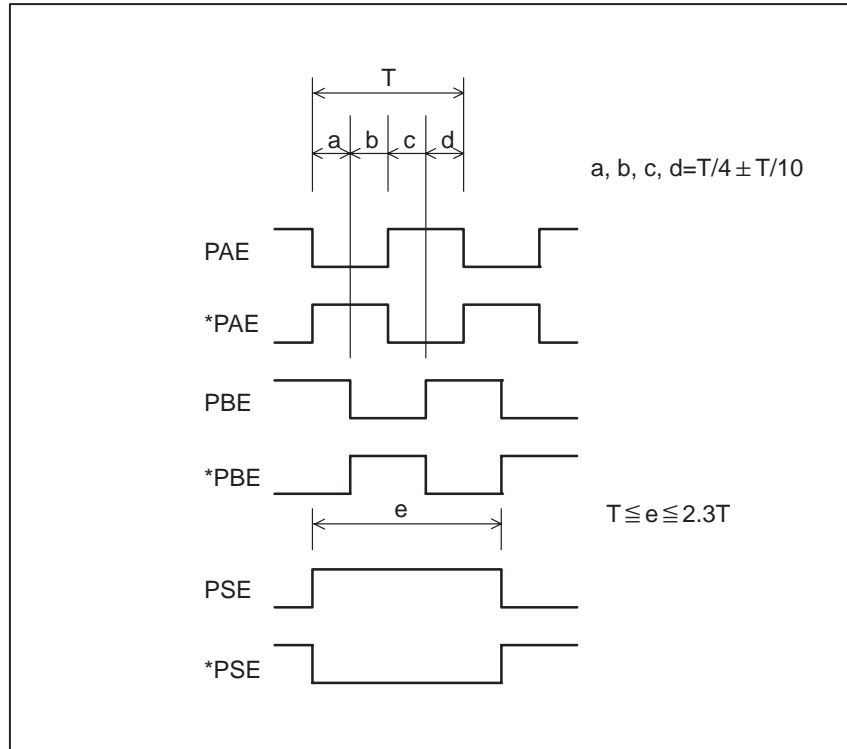 T
a b c d
a, b, c, d=T/4±T/10
PAE
*PAE
PBE
*PBE
e
T≦e≦2.3T
PSE
*PSE